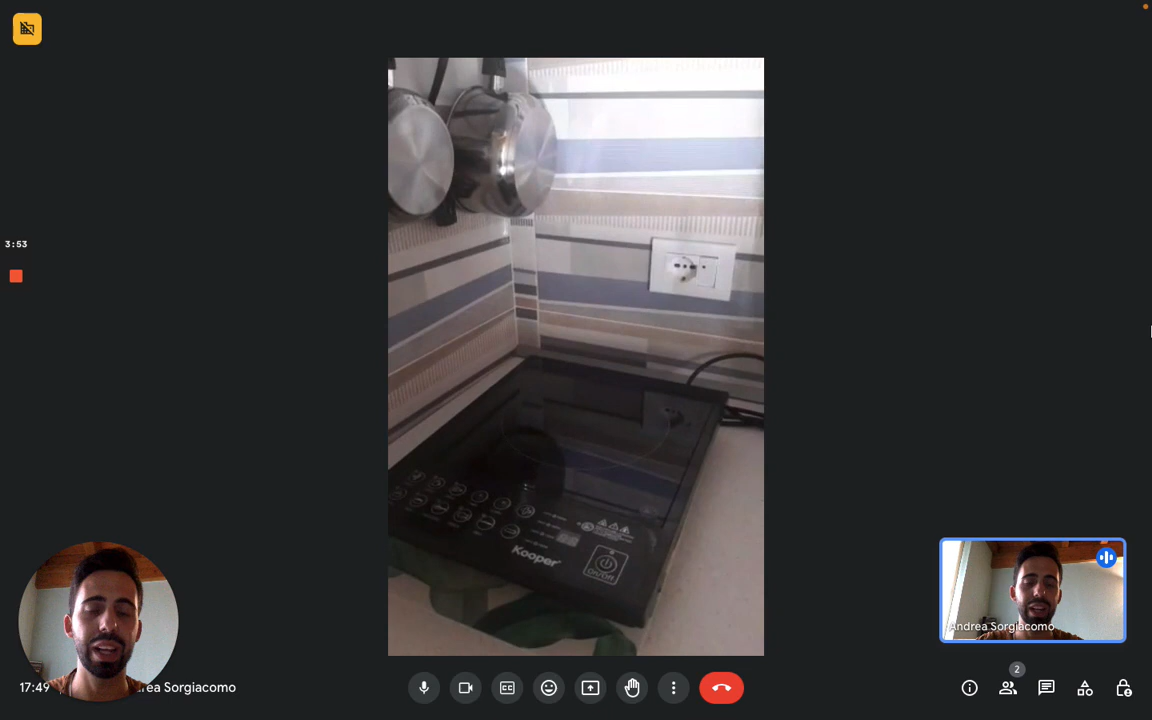 3:53
Kooper
on/off
Andrea Sorgiacomo
17:49
rea Sorgiacomo
2